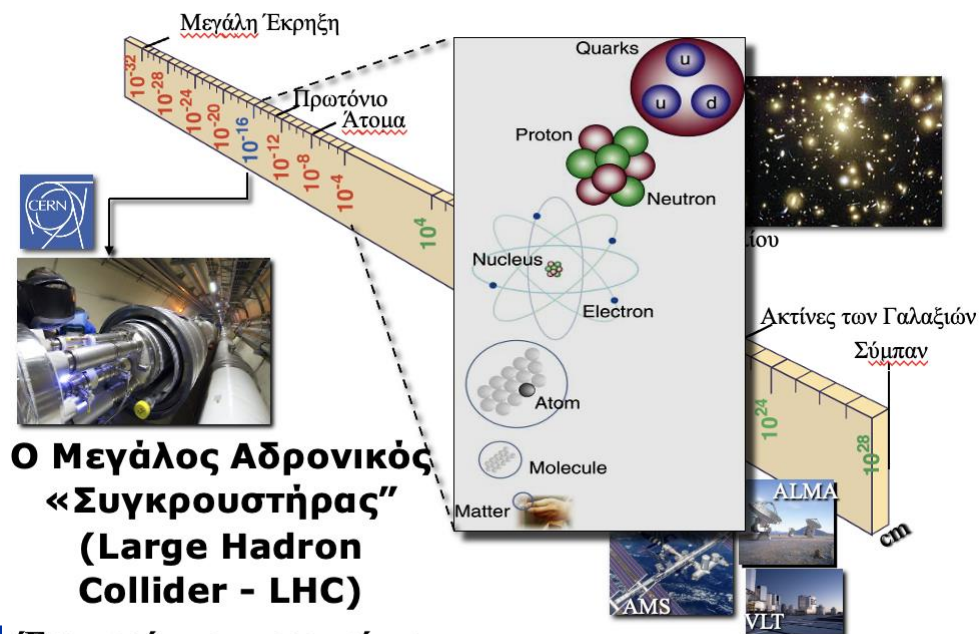 Μεγάλη Έκρηξη
10-32
10-28
10-24
10-20
10-16
10-12
10-8
10-4
104
Πρωτόνιο
Άτομα
CERN
Quarks
u
u d
Proton
Neutron
Nucleus
Electron
Atom
Molecule
Matter
Ακτίνες των Γαλαξιών
Σύμπαν
1024
1028
cm
Ο Μεγάλος Αδρονικός
«Συγκρουστήρας”
(Large Hadron
Collider - LHC)
ALMA
AMS
VLT